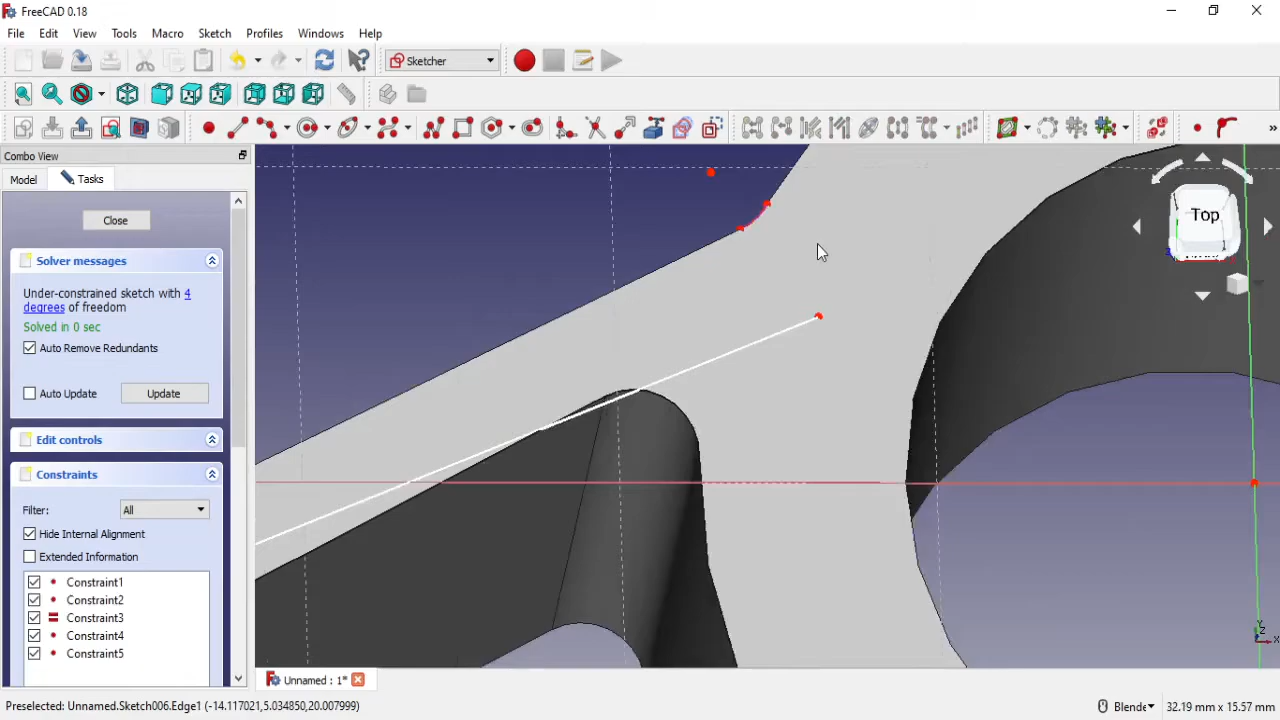 FreeCAD 0.18
File Edit View Tools Macro Sketch Profiles Windows Help
Sketcher
Combo View
Model Tasks
Close
Solver messages
Under-constrained sketch with 4
degrees of freedom
Solved in 0 sec
Auto Remove Redundants
Auto Update Update
Edit controls
Constraints
Filter: All
Hide Internal Alignment
Extended Information
Constraint1
Constraint2
Constraint3
Constraint4
Constraint5
Top
Unnamed : 1*
Preselected: Unnamed.Sketch006.Edge1 (-14.117021,5.034850,20.007999) Blende 32.19 mm x 15.57 mm